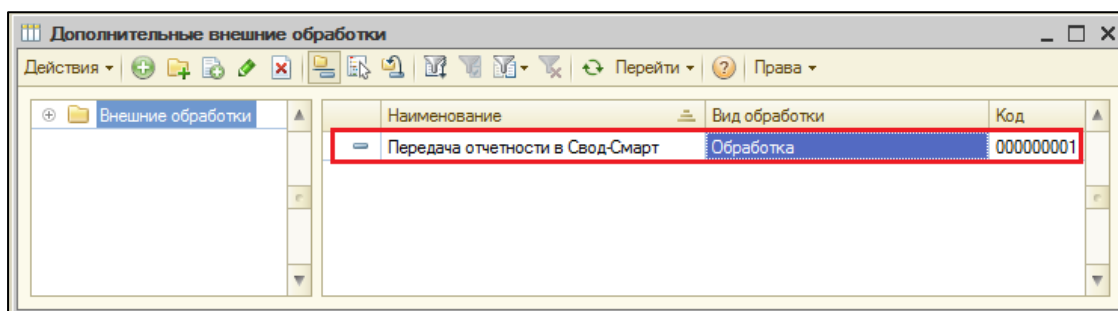 Дополнительные внешние обработки
Действия Перейти Права
Внешние обработки
Наименование Вид обработки Код
Передача отчетности в Свод-Смарт Обработка 000000001